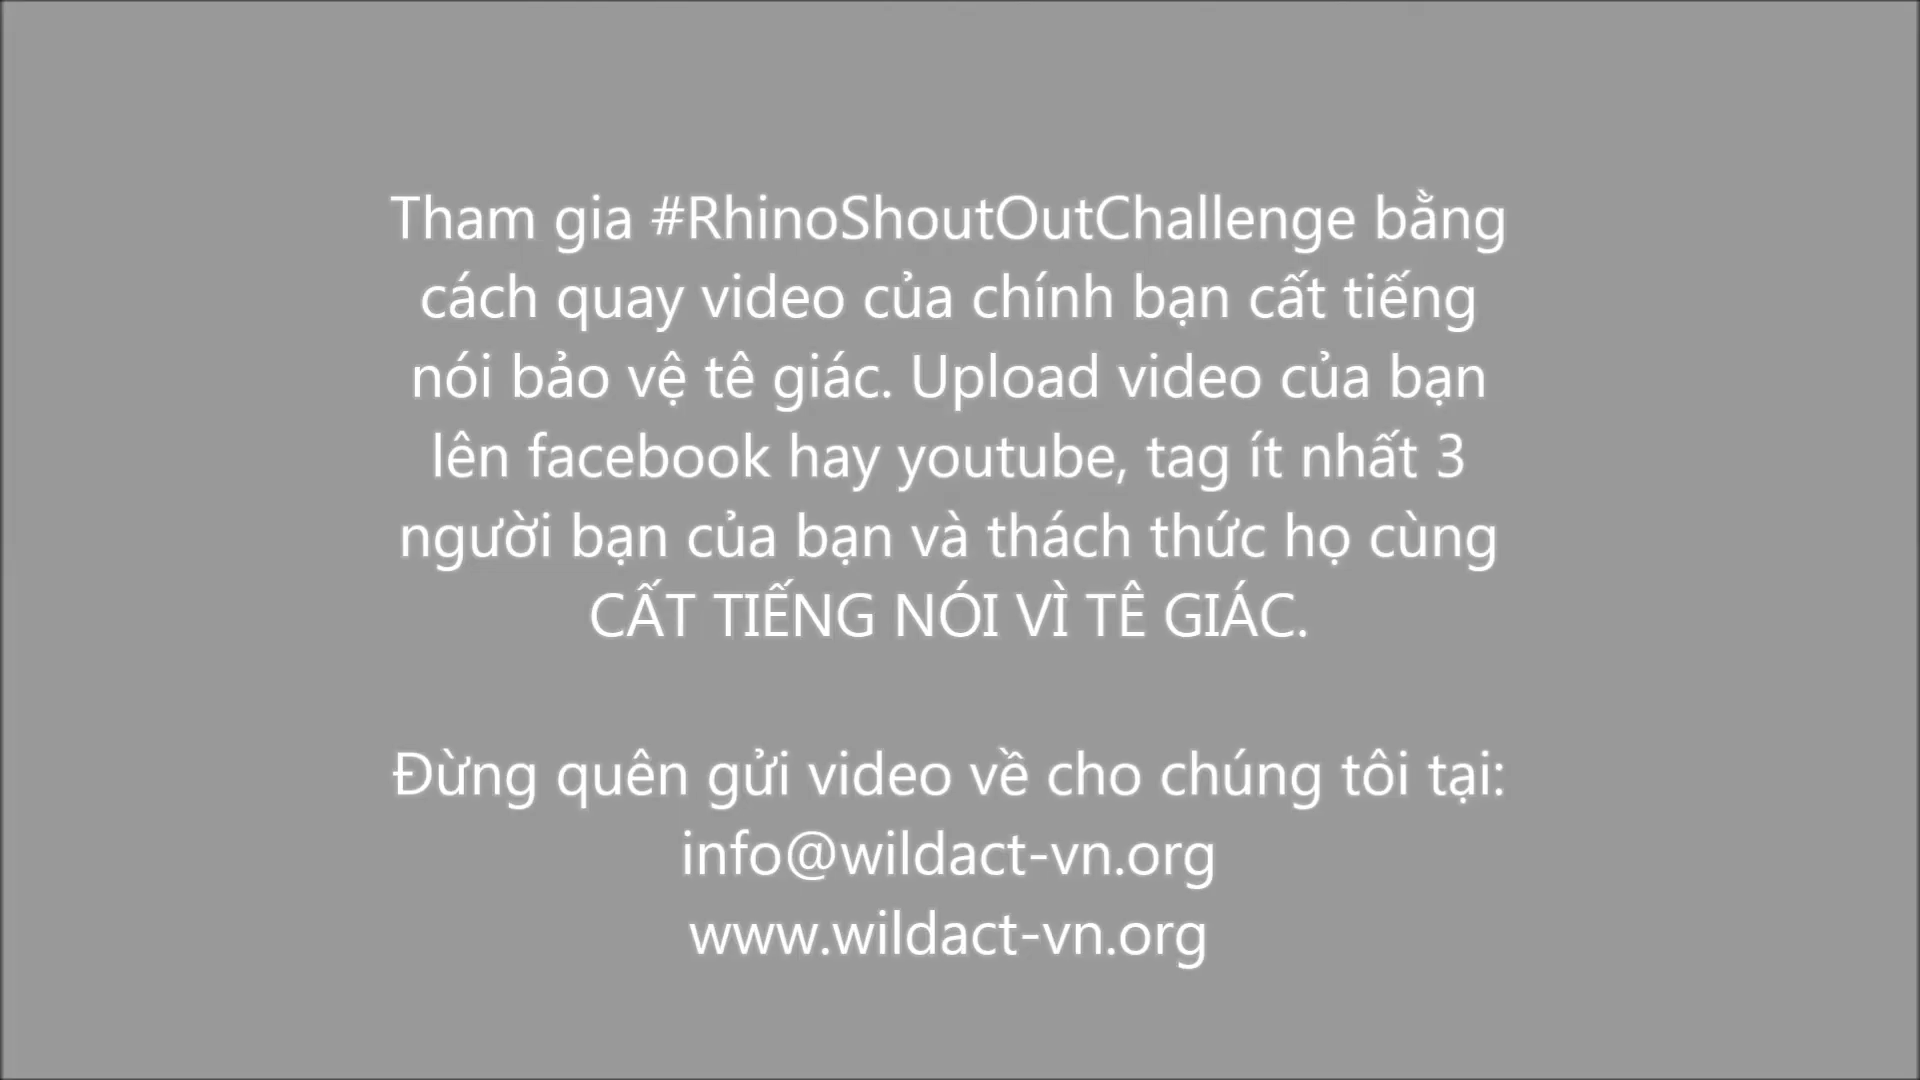 Tham gia #RhinoShoutOutChallenge bằng
cách quay video của chính bạn cất tiếng
nói bảo vệ tê giác. Upload video của bạn
lên facebook hay youtube, tag ít nhất 3
người bạn của bạn và thách thức họ cùng
CẤT TIẾNG NÓI VÌ TÊ GIÁC.
Đừng quên gửi video về cho chúng tôi tại:
info@wildact-vn.org
www.wildact-vn.org